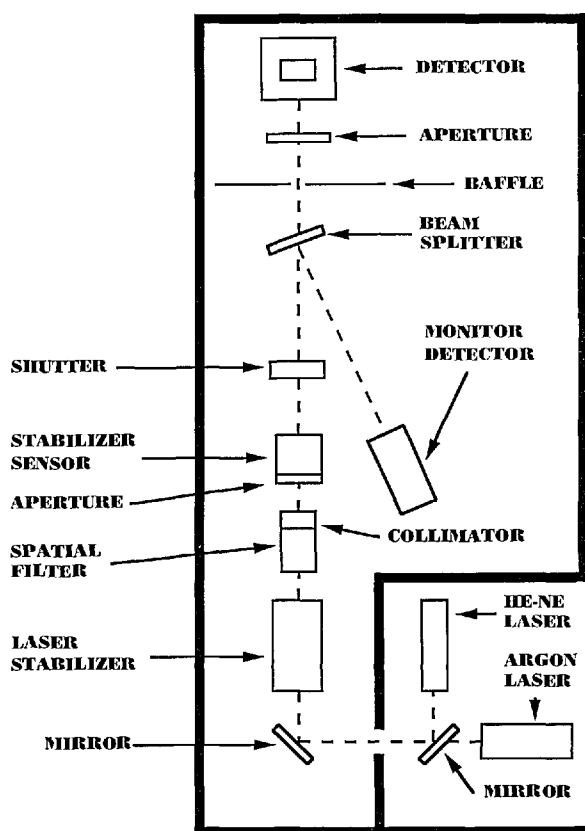 DETECTOR
APERTURE
BAFFLE
BEAM
SPLITTER
MONITOR
DETECTOR
SHUTTER
STABILIZER
SENSOR
APERTURE
COLLIMATOR
SPATIAL
FILTER
HE-NE
LASER
LASER
STABILIZER
ARGON
LASER
MIRROR
MIRROR